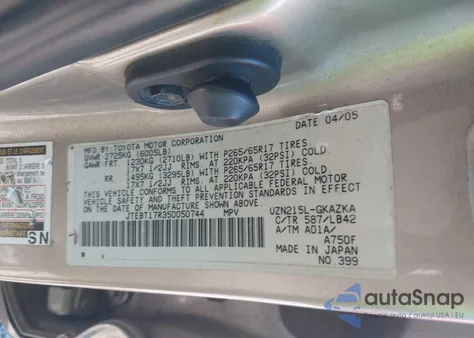 DATE 04/05
MFD. BY: TOYOTA MOTOR CORPORATION
GVWR 2725KG (6005LB)
GAWR FRT 1230KG (2710LB) WITH P265/65R17 TIRES.
17X7 1/2JJ RIMS AT 220KPA (32PSI) COLD
RR 1495KG (3295LB) WITH P265/65R17 TIRES.
17X7 1/2JJ RIMS AT 220KPA (32PSI) COLD
THIS VEHICLE CONFORMS TO ALL APPLICABLE FEDERAL MOTOR
VEHICLE SAFETY AND THEFT PREVENTION STANDARDS IN EFFECT
ON THE DATE OF MANUFACTURE SHOWN ABOVE.
JTEBT17R350050744 MPV
UZN215L-GKAZKA
C/TR 587/LB42
A/TM A01A/
A750F
MADE IN JAPAN
NO. 399
SN
autoSnap